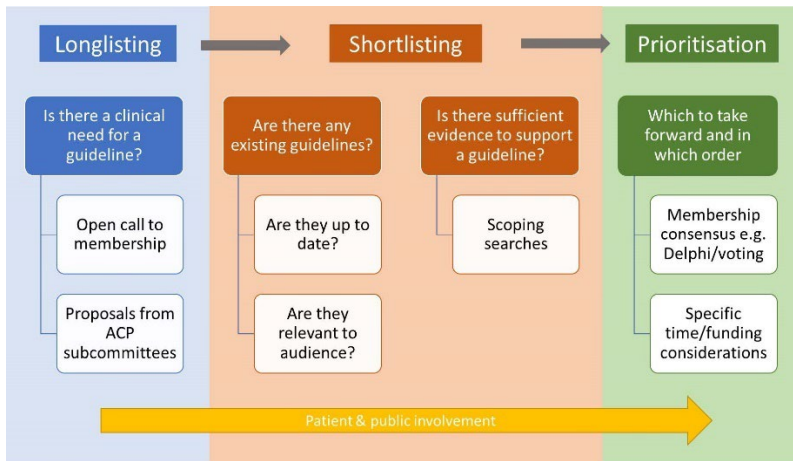 Longlisting
Shortlisting
Prioritisation
Is there a clinical
need for a
guideline?
Open call to
membership
Proposals from
ACP
subcommittees
Are there any
existing guidelines?
Are they up to
date?
Are they
relevant to
audience?
Is there sufficient
evidence to support
a guideline?
Scoping
searches
Which to take
forward and in
which order
Membership
consensus e.g.
Delphi/voting
Specific
time/funding
considerations
Patient & public involvement